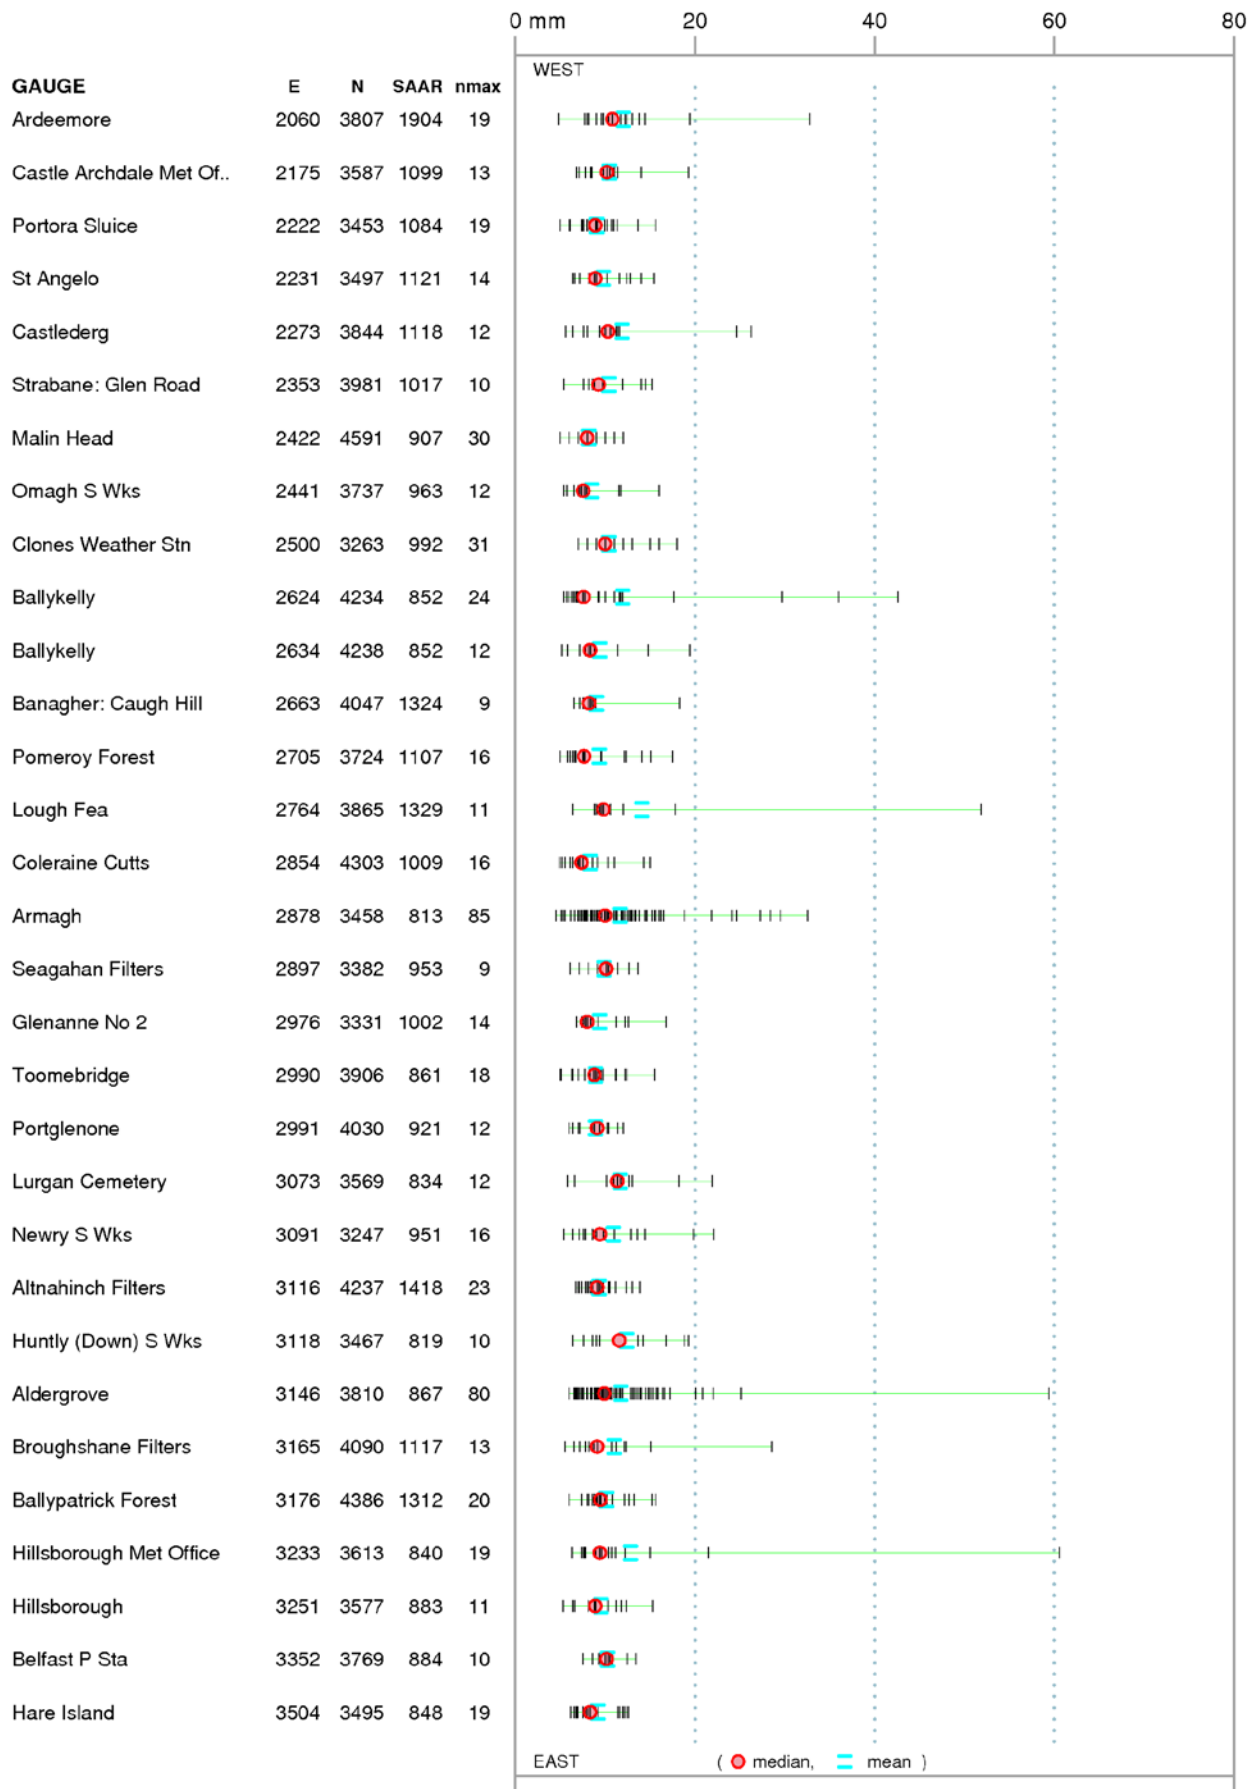 0 mm 20 40 60 80
WEST
GAUGE E N SAAR nmax
Ardeemore 2060 3807 1904 19
Castle Archdale Met Of.. 2175 3587 1099 13
Portora Sluice 2222 3453 1084 19
St Angelo 2231 3497 1121 14
Castlederg 2273 3844 1118 12
Strabane: Glen Road 2353 3981 1017 10
Malin Head 2422 4591 907 30
Omagh S Wks 2441 3737 963 12
Clones Weather Stn 2500 3263 992 31
Ballykelly 2624 4234 852 24
Ballykelly 2634 4238 852 12
Banagher: Caugh Hill 2663 4047 1324 9
Pomeroy Forest 2705 3724 1107 16
Lough Fea 2764 3865 1329 11
Coleraine Cutts 2854 4303 1009 16
Armagh 2878 3458 813 85
Seagahan Filters 2897 3382 953 9
Glenanne No 2 2976 3331 1002 14
Toomebridge 2990 3906 861 18
Portglenone 2991 4030 921 12
Lurgan Cemetery 3073 3569 834 12
Newry S Wks 3091 3247 951 16
Altnahinch Filters 3116 4237 1418 23
Huntly (Down) S Wks 3118 3467 819 10
Aldergrove 3146 3810 867 80
Broughshane Filters 3165 4090 1117 13
Ballypatrick Forest 3176 4386 1312 20
Hillsborough Met Office 3233 3613 840 19
Hillsborough 3251 3577 883 11
Belfast P Sta 3352 3769 884 10
Hare Island 3504 3495 848 19
EAST ( median, mean )